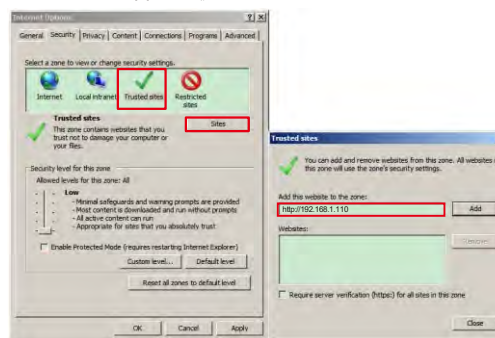 Internet Options
General Security Privacy Content Connections Programs Advanced
Select a zone to view or change security settings.
Internet Local intranet Trusted sites Restricted sites
Trusted sites
This zone contains websites that you
trust not to damage your computer or
your files.
Sites
Security level for this zone
Allowed levels for this zone: All
Low
- Minimal safeguards and warning prompts are provided
- Most content is downloaded and run without prompts
- All active content can run
- Appropriate for sites that you absolutely trust
Enable Protected Mode (requires restarting Internet Explorer)
Custom level... Default level
Reset all zones to default level
OK Cancel Apply
Trusted sites
You can add and remove websites from this zone. All websites
this zone will use the zone's security settings.
Add this website to the zone:
http://192.168.1.110
Add
Websites:
Remove
Require server verification (https:) for all sites in this zone
Close